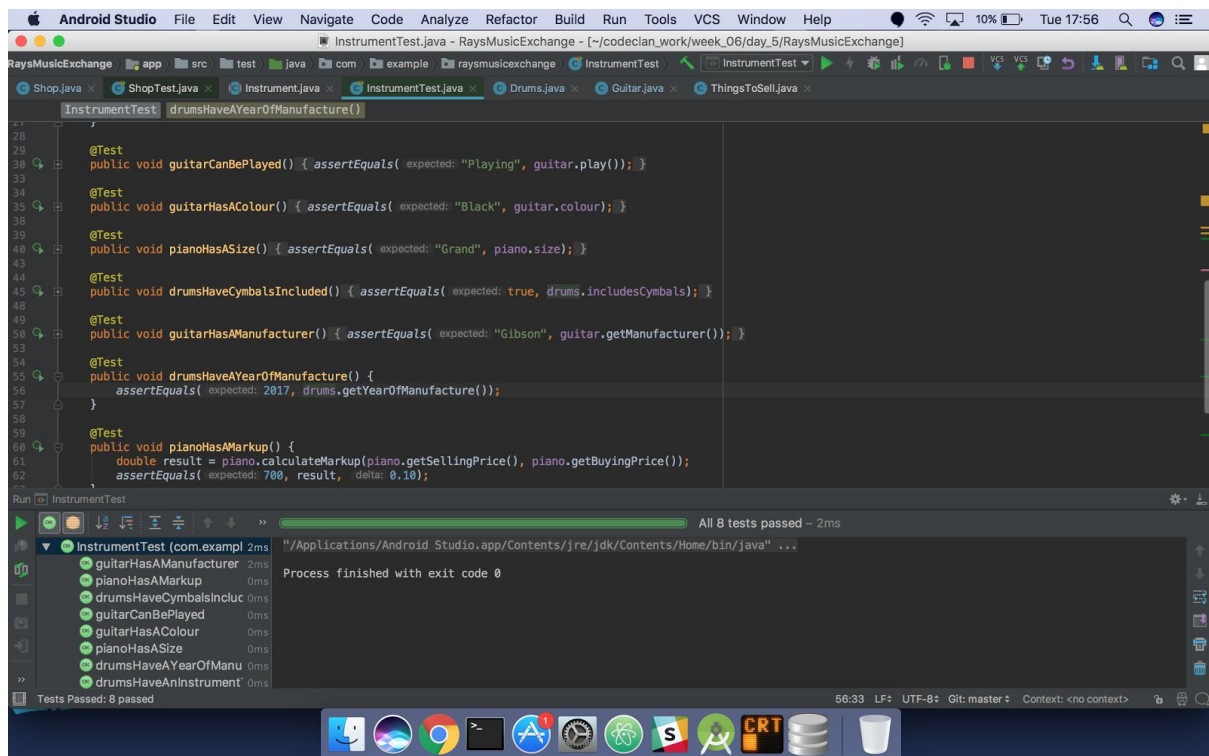 Android Studio File Edit View Navigate Code Analyze Refactor Build Run Tools VCS Window Help 10% Tue 17:56
InstrumentTest.java - RaysMusicExchange - [~/codeclan_work/week_06/day_5/RaysMusicExchange]
RaysMusicExchange app src test java com example raysmusicexchange InstrumentTest InstrumentTest VCS VCS
Shop.java ShopTest.java Instrument.java InstrumentTest.java Drums.java Guitar.java ThingsToSell.java
InstrumentTest drumsHaveAYearOfManufacture()
27 }
28
29 @Test
30 public void guitarCanBePlayed() { assertEquals( expected: "Playing", guitar.play()); }
33
34 @Test
35 public void guitarHasAColour() { assertEquals( expected: "Black", guitar.colour); }
38
39 @Test
40 public void pianoHasASize() { assertEquals( expected: "Grand", piano.size); }
43
44 @Test
45 public void drumsHaveCymbalsIncluded() { assertEquals( expected: true, drums.includesCymbals); }
48
49 @Test
50 public void guitarHasAManufacturer() { assertEquals( expected: "Gibson", guitar.getManufacturer()); }
53
54 @Test
55 public void drumsHaveAYearOfManufacture() {
56 assertEquals( expected: 2017, drums.getYearOfManufacture());
57 }
58
59 @Test
60 public void pianoHasAMarkup() {
61 double result = piano.calculateMarkup(piano.getSellingPrice(), piano.getBuyingPrice());
62 assertEquals( expected: 700, result, delta: 0.10);
Run InstrumentTest
All 8 tests passed – 2ms
InstrumentTest (com.exampl 2ms "/Applications/Android Studio.app/Contents/jre/jdk/Contents/Home/bin/java" ...
guitarHasAManufacturer 2ms
pianoHasAMarkup 0ms Process finished with exit code 0
drumsHaveCymbalsIncluc 0ms
guitarCanBePlayed 0ms
guitarHasAColour 0ms
pianoHasASize 0ms
drumsHaveAYearOfManu 0ms
drumsHaveAnInstrument 0ms
Tests Passed: 8 passed 56:33 LF UTF-8 Git: master Context: <no context>
1 S CRT